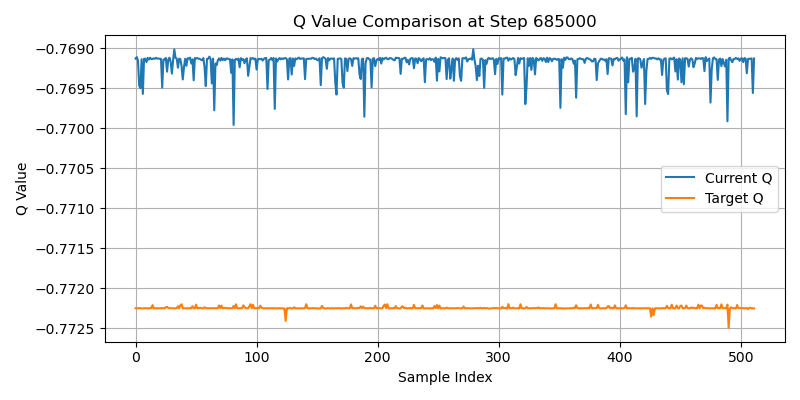 Q Value Comparison at Step 685000
Q Value
−0.7690
−0.7695
−0.7700
−0.7705
−0.7710
−0.7715
−0.7720
−0.7725
Current Q
Target Q
0 100 200 300 400 500
Sample Index